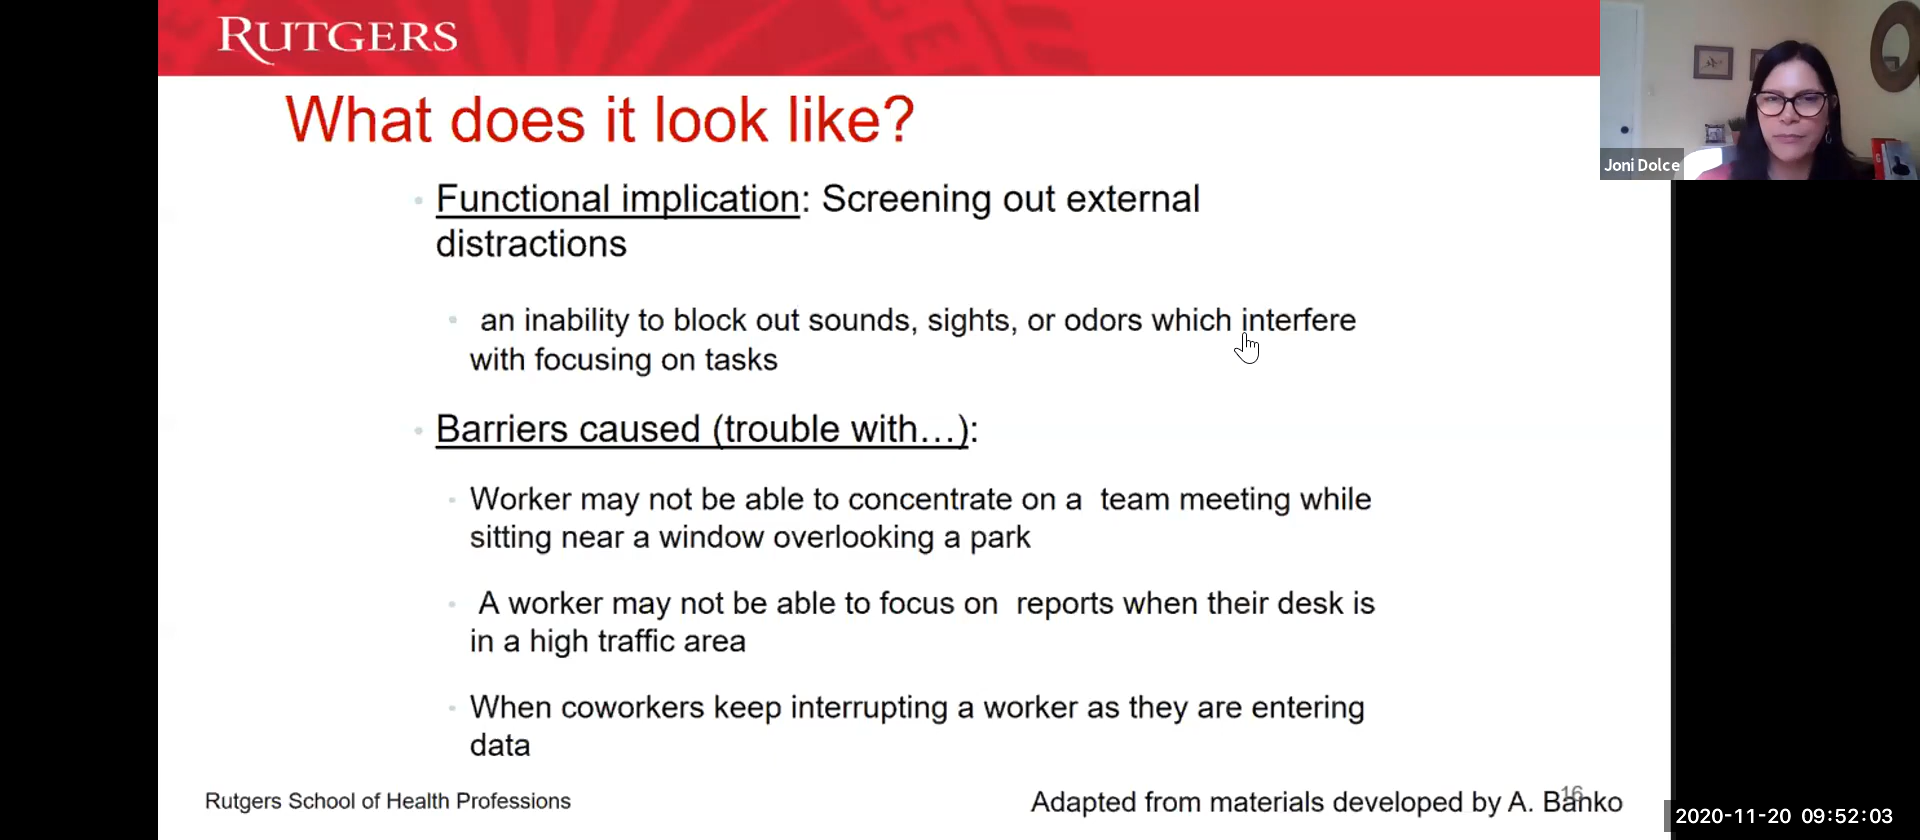 RUTGERS
What does it look like?
Functional implication: Screening out external
distractions
an inability to block out sounds, sights, or odors which interfere
with focusing on tasks
Barriers caused (trouble with…):
Worker may not be able to concentrate on a team meeting while
sitting near a window overlooking a park
A worker may not be able to focus on reports when their desk is
in a high traffic area
When coworkers keep interrupting a worker as they are entering
data
Rutgers School of Health Professions
Adapted from materials developed by A. Banko
16
Joni Dolce
2020-11-20 09:52:03